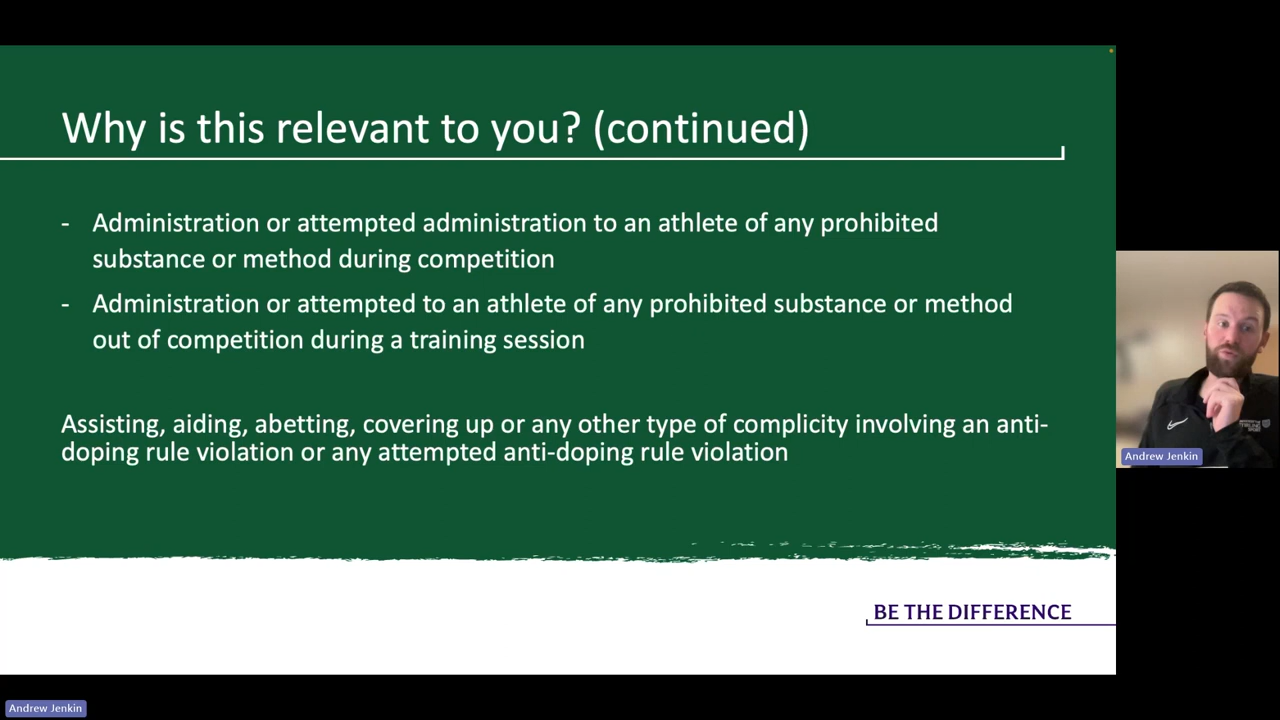 Why is this relevant to you? (continued)
- Administration or attempted administration to an athlete of any prohibited
substance or method during competition
- Administration or attempted to an athlete of any prohibited substance or method
out of competition during a training session
Assisting, aiding, abetting, covering up or any other type of complicity involving an anti-
doping rule violation or any attempted anti-doping rule violation
BE THE DIFFERENCE
Andrew Jenkin
Andrew Jenkin